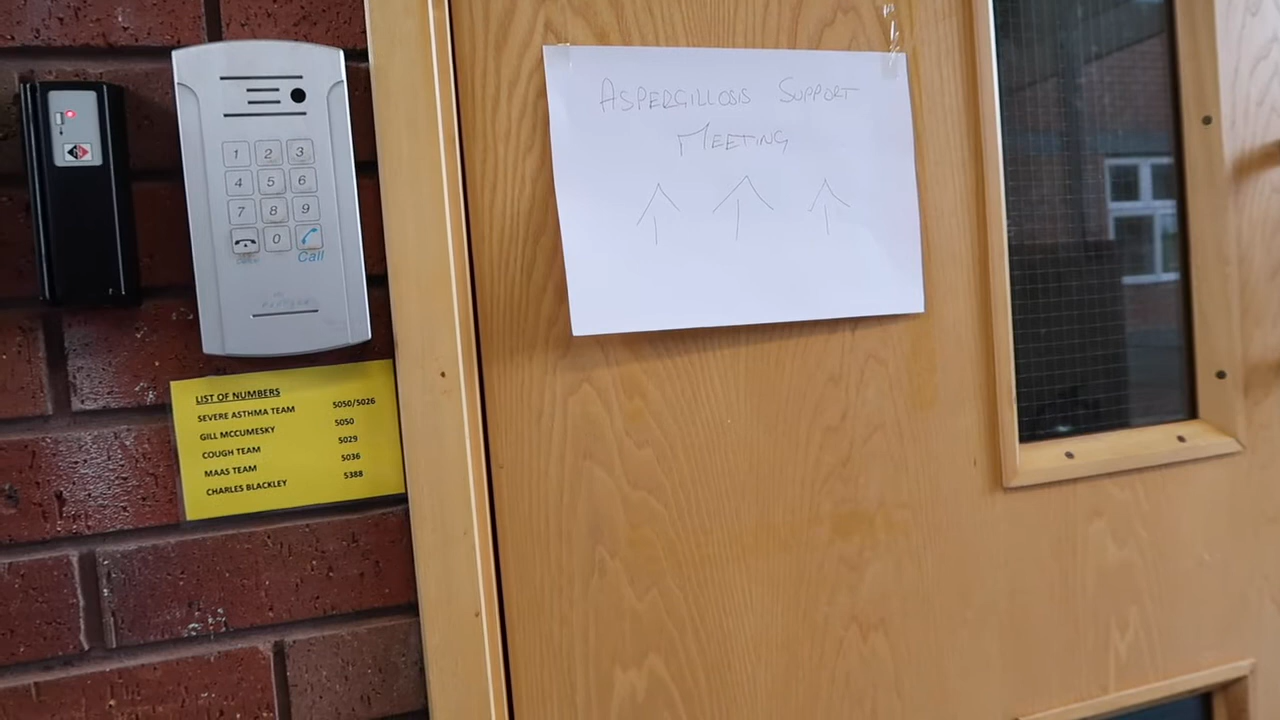 ASPERGILLOSIS SUPPORT
MEETING
1 2 3
4 5 6
7 8 9
0
Call
LIST OF NUMBERS
SEVERE ASTHMA TEAM 5050/5026
GILL MCCUMESKY 5050
COUGH TEAM 5029
MAAS TEAM 5036
CHARLES BLACKLEY 5388